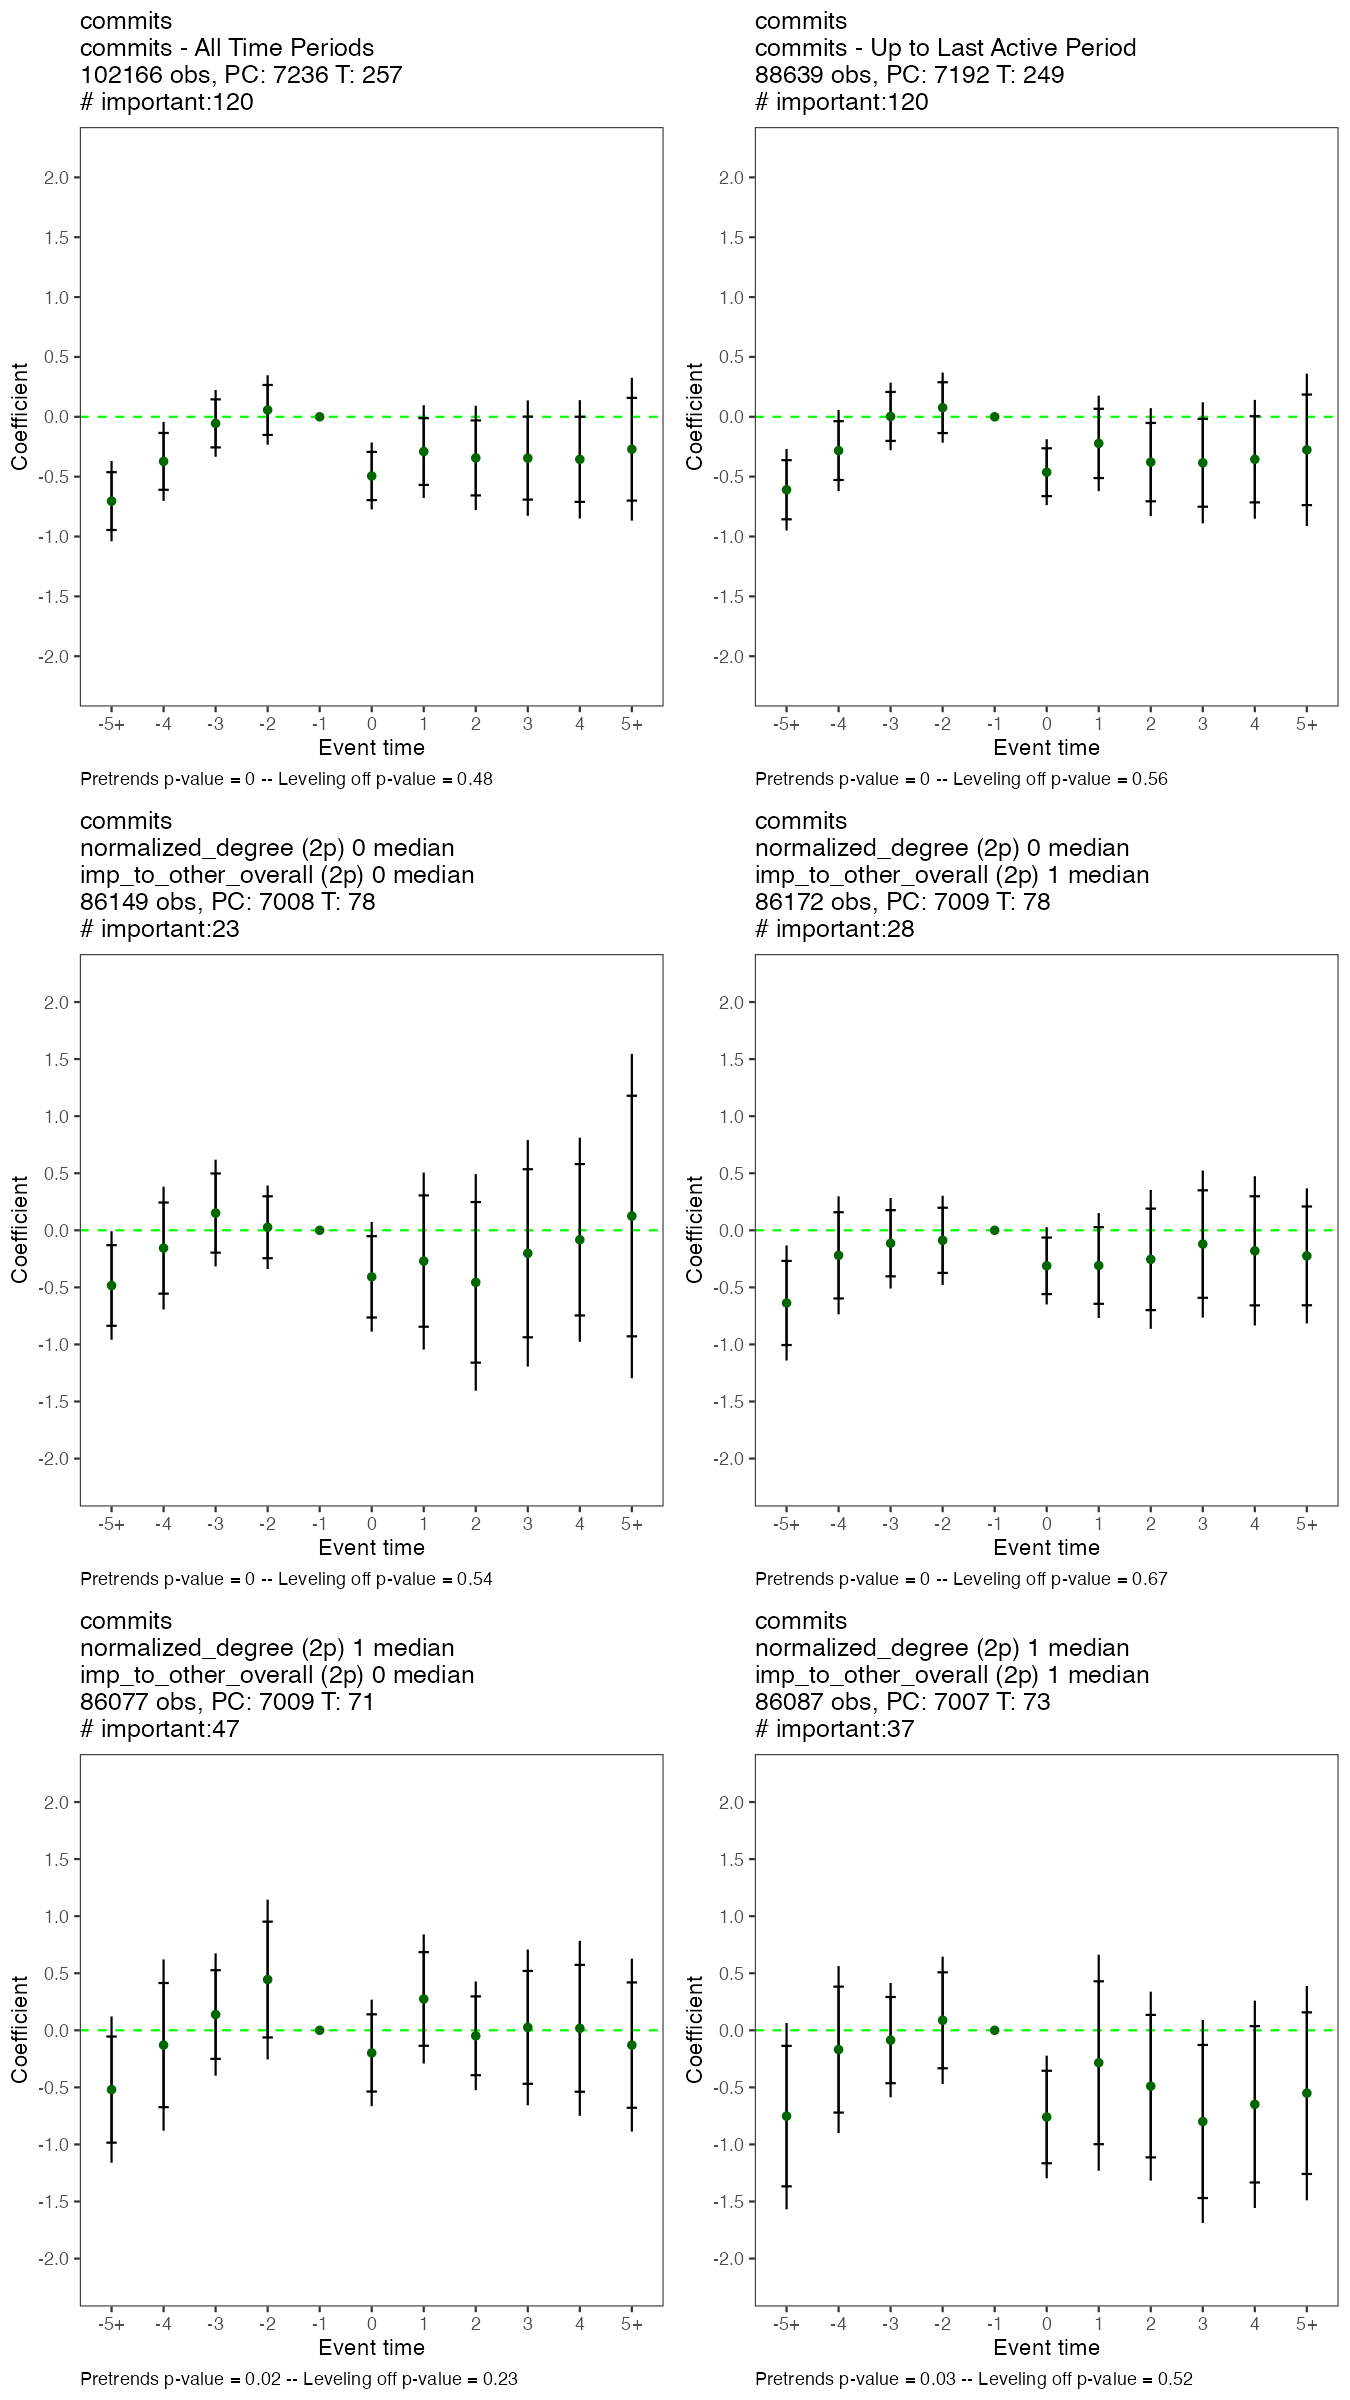 commits
commits - All Time Periods
102166 obs, PC: 7236 T: 257
# important:120
2.0
1.5
1.0
0.5
0.0
-0.5
-1.0
-1.5
-2.0
Coefficient
-5+ -4 -3 -2 -1 0 1 2 3 4 5+
Event time
Pretrends p-value = 0 -- Leveling off p-value = 0.48
commits
commits - Up to Last Active Period
88639 obs, PC: 7192 T: 249
# important:120
2.0
1.5
1.0
0.5
0.0
-0.5
-1.0
-1.5
-2.0
Coefficient
-5+ -4 -3 -2 -1 0 1 2 3 4 5+
Event time
Pretrends p-value = 0 -- Leveling off p-value = 0.56
commits
normalized_degree (2p) 0 median
imp_to_other_overall (2p) 0 median
86149 obs, PC: 7008 T: 78
# important:23
2.0
1.5
1.0
0.5
0.0
-0.5
-1.0
-1.5
-2.0
Coefficient
-5+ -4 -3 -2 -1 0 1 2 3 4 5+
Event time
Pretrends p-value = 0 -- Leveling off p-value = 0.54
commits
normalized_degree (2p) 0 median
imp_to_other_overall (2p) 1 median
86172 obs, PC: 7009 T: 78
# important:28
2.0
1.5
1.0
0.5
0.0
-0.5
-1.0
-1.5
-2.0
Coefficient
-5+ -4 -3 -2 -1 0 1 2 3 4 5+
Event time
Pretrends p-value = 0 -- Leveling off p-value = 0.67
commits
normalized_degree (2p) 1 median
imp_to_other_overall (2p) 0 median
86077 obs, PC: 7009 T: 71
# important:47
2.0
1.5
1.0
0.5
0.0
-0.5
-1.0
-1.5
-2.0
Coefficient
-5+ -4 -3 -2 -1 0 1 2 3 4 5+
Event time
Pretrends p-value = 0.02 -- Leveling off p-value = 0.23
commits
normalized_degree (2p) 1 median
imp_to_other_overall (2p) 1 median
86087 obs, PC: 7007 T: 73
# important:37
2.0
1.5
1.0
0.5
0.0
-0.5
-1.0
-1.5
-2.0
Coefficient
-5+ -4 -3 -2 -1 0 1 2 3 4 5+
Event time
Pretrends p-value = 0.03 -- Leveling off p-value = 0.52